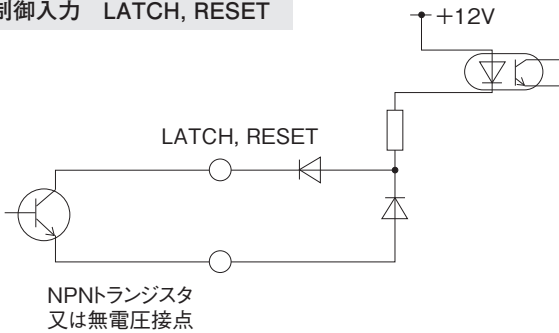 制御入力 LATCH, RESET
+12V
LATCH, RESET
NPNトランジスタ
又は無電圧接点